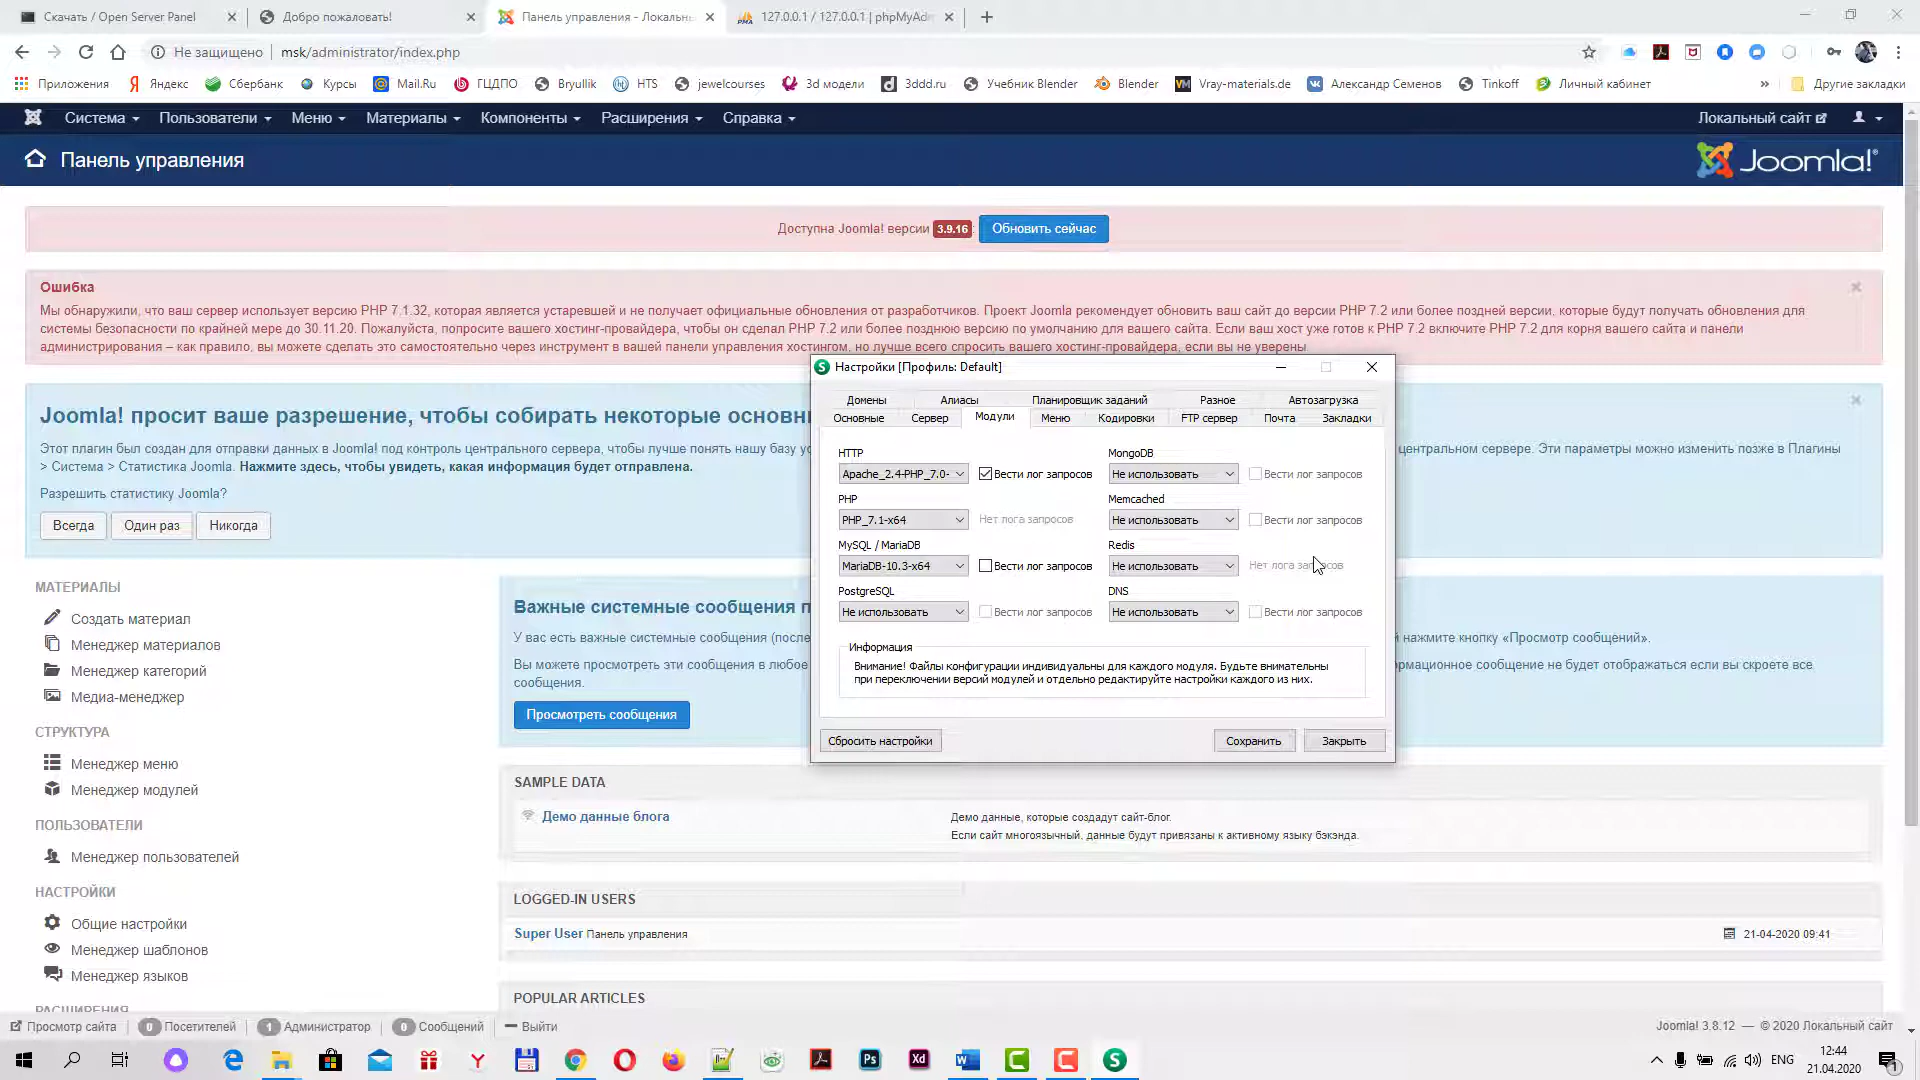 Скачать / Open Server Panel
Добро пожаловать!
Панель управления - Локальн
127.0.0.1 / 127.0.0.1 | phpMyAd
Не защищено
msk/administrator/index.php
Приложения
Яндекс
Сбербанк
Курсы
Mail.Ru
ГЦДПО
Bryullik
HTS
jewelcourses
3d модели
3ddd.ru
Учебник Blender
Blender
Vray-materials.de
Александр Семенов
Tinkoff
Личный кабинет
»
Другие закладки
Система
Пользователи
Меню
Материалы
Компоненты
Расширения
Справка
Локальный сайт
Панель управления
Joomla!
Доступна Joomla! версии 3.9.16:
Обновить сейчас
Ошибка
Мы обнаружили, что ваш сервер использует версию PHP 7.1.32, которая является устаревшей и не получает официальные обновления от разработчиков. Проект Joomla рекомендует обновить ваш сайт до версии PHP 7.2 или более поздней версии, которые будут получать обновления для
системы безопасности по крайней мере до 30.11.20. Пожалуйста, попросите вашего хостинг-провайдера, чтобы он сделал PHP 7.2 или более позднюю версию по умолчанию для вашего сайта. Если ваш хост уже готов к PHP 7.2 включите PHP 7.2 для корня вашего сайта и панели
администрирования – как правило, вы можете сделать это самостоятельно через инструмент в вашей панели управления хостингом, но лучше всего спросить вашего хостинг-провайдера, если вы не уверены.
Joomla! просит ваше разрешение, чтобы собирать некоторые основн
Этот плагин был создан для отправки данных в Joomla! под контроль центрального сервера, чтобы лучше понять нашу базу ус
центральном сервере. Эти параметры можно изменить позже в Плагины
> Система > Статистика Joomla. Нажмите здесь, чтобы увидеть, какая информация будет отправлена.
Разрешить статистику Joomla?
Всегда
Один раз
Никогда
Настройки [Профиль: Default]
Домены
Алиасы
Планировщик заданий
Разное
Автозагрузка
Основные
Сервер
Модули
Меню
Кодировки
FTP сервер
Почта
Закладки
HTTP
Apache_2.4-PHP_7.0-
Вести лог запросов
MongoDB
Не использовать
Вести лог запросов
PHP
PHP_7.1-x64
Нет лога запросов
Memcached
Не использовать
Вести лог запросов
MySQL / MariaDB
MariaDB-10.3-x64
Вести лог запросов
Redis
Не использовать
Нет лога запросов
PostgreSQL
Не использовать
Вести лог запросов
DNS
Не использовать
Вести лог запросов
Информация
Внимание! Файлы конфигурации индивидуальны для каждого модуля. Будьте внимательны
при переключении версий модулей и отдельно редактируйте настройки каждого из них.
Сбросить настройки
Сохранить
Закрыть
МАТЕРИАЛЫ
Создать материал
Менеджер материалов
Менеджер категорий
Медиа-менеджер
СТРУКТУРА
Менеджер меню
Менеджер модулей
ПОЛЬЗОВАТЕЛИ
Менеджер пользователей
НАСТРОЙКИ
Общие настройки
Менеджер шаблонов
Менеджер языков
РАСШИРЕНИЯ
Важные системные сообщения п
У вас есть важные системные сообщения (после
й нажмите кнопку «Просмотр сообщений».
Вы можете просмотреть эти сообщения в любое
рмационное сообщение не будет отображаться если вы скроете все
сообщения.
Просмотреть сообщения
SAMPLE DATA
Демо данные блога
Демо данные, которые создадут сайт-блог.
Если сайт многоязычный, данные будут привязаны к активному языку бэкэнда.
LOGGED-IN USERS
Super User Панель управления
21-04-2020 09:41
POPULAR ARTICLES
Просмотр сайта
0 Посетителей
1 Администратор
0 Сообщений
Выйти
Joomla! 3.8.12 — © 2020 Локальный сайт
ENG
12:44
21.04.2020